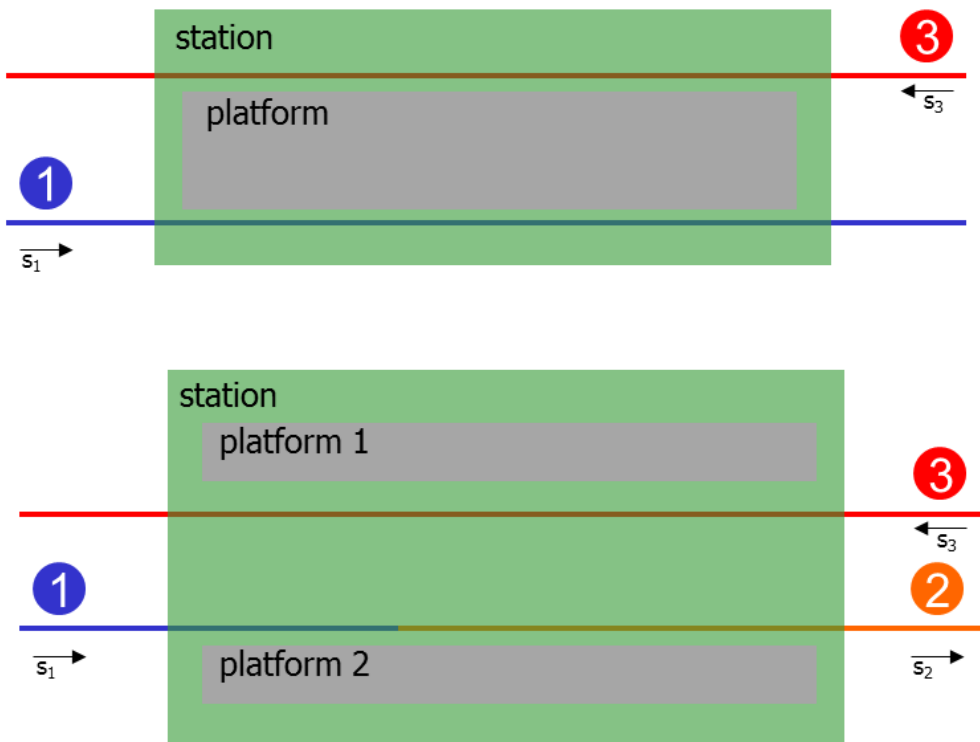 station
3
platform
s3
1
s1
station
platform 1
3
s3
1
2
platform 2
s1
s2